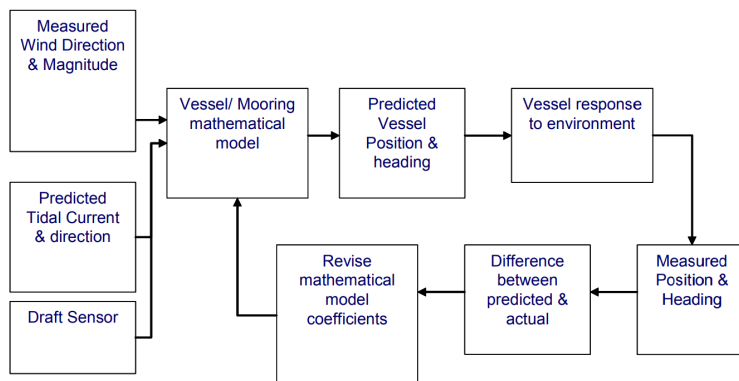 Measured
Wind Direction
& Magnitude
Vessel/ Mooring
mathematical
model
Predicted
Vessel
Position &
heading
Vessel response
to environment
Predicted
Tidal Current
& direction
Draft Sensor
Revise
mathematical
model
coefficients
Difference
between
predicted &
actual
Measured
Position &
Heading